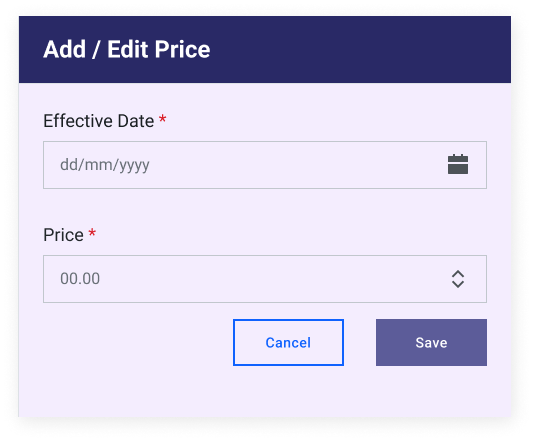 Add / Edit Price
Effective Date *
dd/mm/yyyy
Price *
00.00
Cancel Save